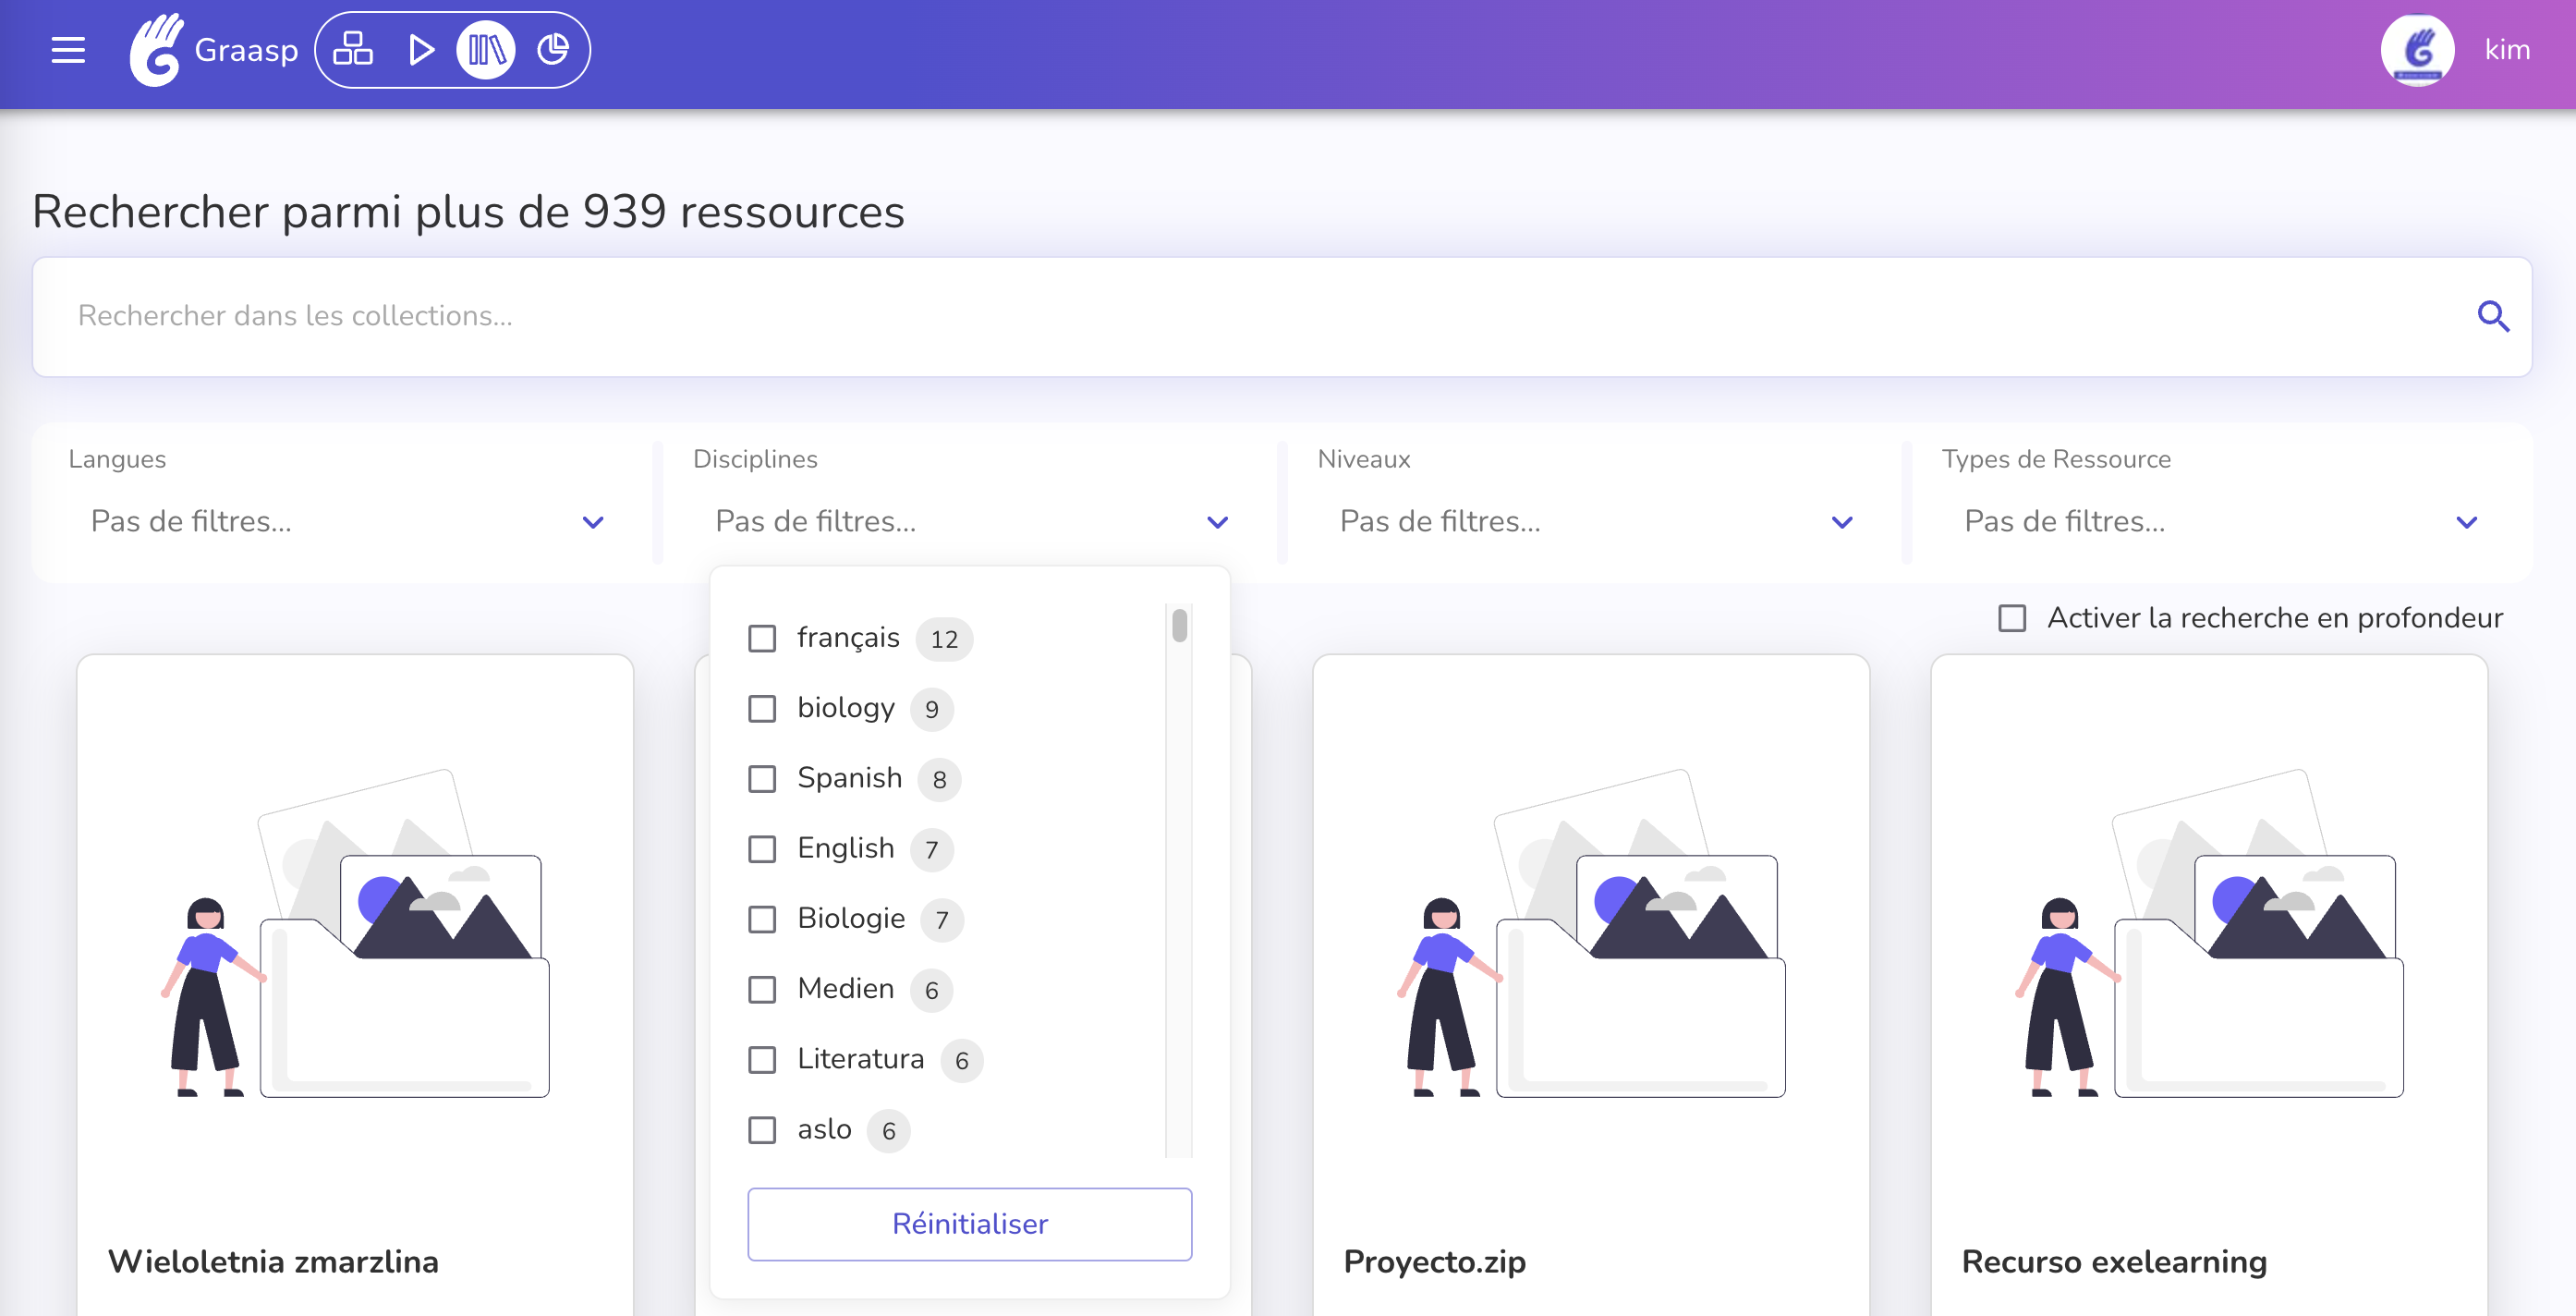 Graasp
kim
Rechercher parmi plus de 939 ressources
Rechercher dans les collections...
Langues
Disciplines
Niveaux
Types de Ressource
Pas de filtres...
Pas de filtres...
Pas de filtres...
Pas de filtres...
Activer la recherche en profondeur
français 12
biology 9
Spanish 8
English 7
Biologie 7
Medien 6
Literatura 6
aslo 6
Réinitialiser
Wieloletnia zmarzlina
Proyecto.zip
Recurso exelearning